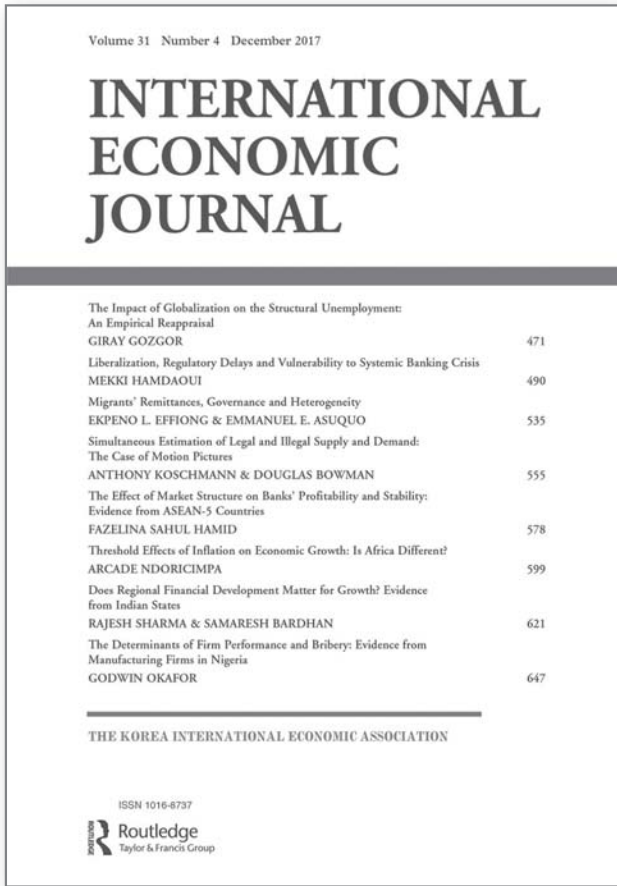 Volume 31 Number 4 December 2017
INTERNATIONAL
ECONOMIC
JOURNAL
The Impact of Globalization on the Structural Unemployment:
An Empirical Reappraisal
GIRAY GOZGOR 471
Liberalization, Regulatory Delays and Vulnerability to Systemic Banking Crisis
MEKKI HAMDAOUI 490
Migrants' Remittances, Governance and Heterogeneity
EKPENO L. EFFIONG & EMMANUEL E. ASUQUO 535
Simultaneous Estimation of Legal and Illegal Supply and Demand:
The Case of Motion Pictures
ANTHONY KOSCHMANN & DOUGLAS BOWMAN 555
The Effect of Market Structure on Banks' Profitability and Stability:
Evidence from ASEAN-5 Countries
FAZELINA SAHUL HAMID 578
Threshold Effects of Inflation on Economic Growth: Is Africa Different?
ARCADE NDORICIMPA 599
Does Regional Financial Development Matter for Growth? Evidence
from Indian States
RAJESH SHARMA & SAMARESH BARDHAN 621
The Determinants of Firm Performance and Bribery: Evidence from
Manufacturing Firms in Nigeria
GODWIN OKAFOR 647
THE KOREA INTERNATIONAL ECONOMIC ASSOCIATION
ISSN 1016-8737
ROUTLEDGE
Routledge
Taylor & Francis Group